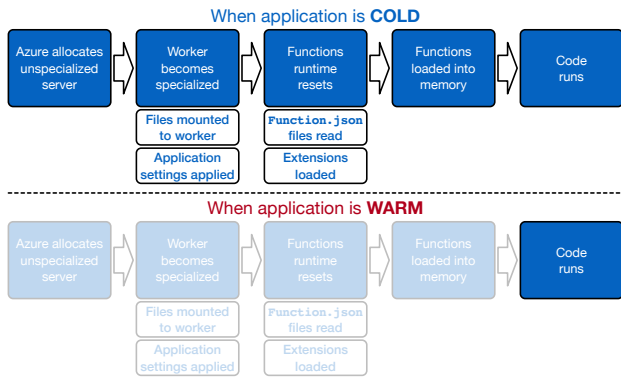 When application is COLD
Azure allocates
unspecialized
server
Worker
becomes
specialized
Functions
runtime
resets
Functions
loaded into
memory
Code
runs
Files mounted
to worker
Function.json
files read
Application
settings applied
Extensions
loaded
When application is WARM
Azure allocates
unspecialized
server
Worker
becomes
specialized
Functions
runtime
resets
Functions
loaded into
memory
Code
runs
Files mounted
to worker
Function.json
files read
Application
settings applied
Extensions
loaded